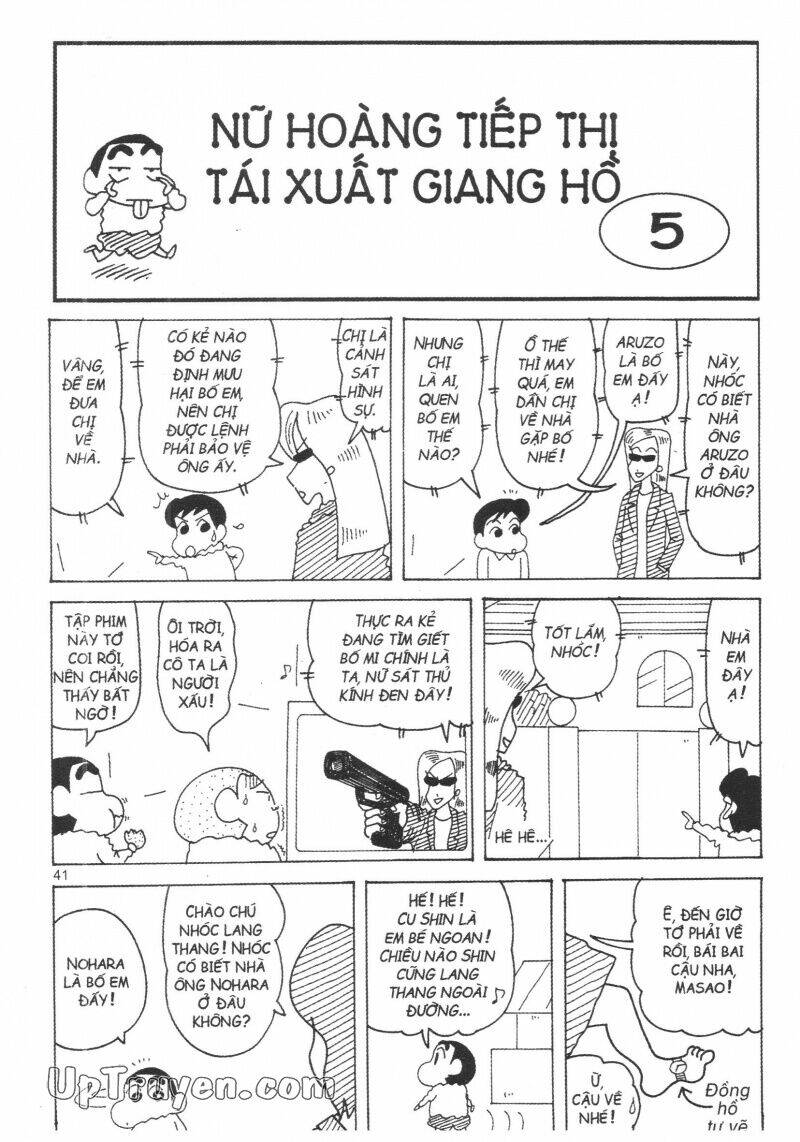 NỮ HOÀNG TIẾP THỊ
TÁI XUẤT GIANG HỒ
5
NÀY,
NHÓC
CÓ BIẾT
NHÀ
ÔNG
ARUZO
Ở ĐÂU
KHÔNG?
ARUZO
LÀ BỐ
EM ĐẤY
Ạ!
Ồ THẾ
THÌ MAY
QUÁ, EM
DẪN CHỊ
VỀ NHÀ
GẶP BỐ
NHÉ!
NHƯNG
CHỊ
LÀ AI,
QUEN
BỐ EM
THẾ
NÀO?
CHỊ LÀ
CẢNH
SÁT
HÌNH
SỰ.
CÓ KẺ NÀO
ĐÓ ĐANG
ĐỊNH MƯU
HẠI BỐ EM,
NÊN CHỊ
ĐƯỢC LỆNH
PHẢI BẢO VỆ
ÔNG ẤY.
VÂNG,
ĐỂ EM
ĐƯA
CHỊ
VỀ
NHÀ.
NHÀ
EM
ĐÂY
Ạ!
TỐT LẮM,
NHÓC!
HÊ HÊ...
THỰC RA KẺ
ĐANG TÌM GIẾT
BỐ MI CHÍNH LÀ
TA, NỮ SÁT THỦ
KÍNH ĐEN ĐÂY!
ÔI TRỜI,
HÓA RA
CÔ TA LÀ
NGƯỜI
XẤU!
TẬP PHIM
NÀY TỚ
COI RỒI,
NÊN CHẲNG
THẤY BẤT
NGỜ!
41
Ê, ĐẾN GIỜ
TỚ PHẢI VỀ
RỒI, BÁI BAI
CẬU NHA,
MASAO!
Ừ,
CẬU VỀ
NHÉ!
Đồng
hồ
tự vẽ
HẾ! HẾ!
CU SHIN LÀ
EM BÉ NGOAN!
CHIỀU NÀO SHIN
CŨNG LANG
THANG NGOÀI
ĐƯỜNG...
CHÀO CHÚ
NHÓC LANG
THANG! NHÓC
CÓ BIẾT NHÀ
ÔNG NOHARA
Ở ĐÂU
KHÔNG?
NOHARA
LÀ BỐ EM
ĐẤY!
UpTruyen.com